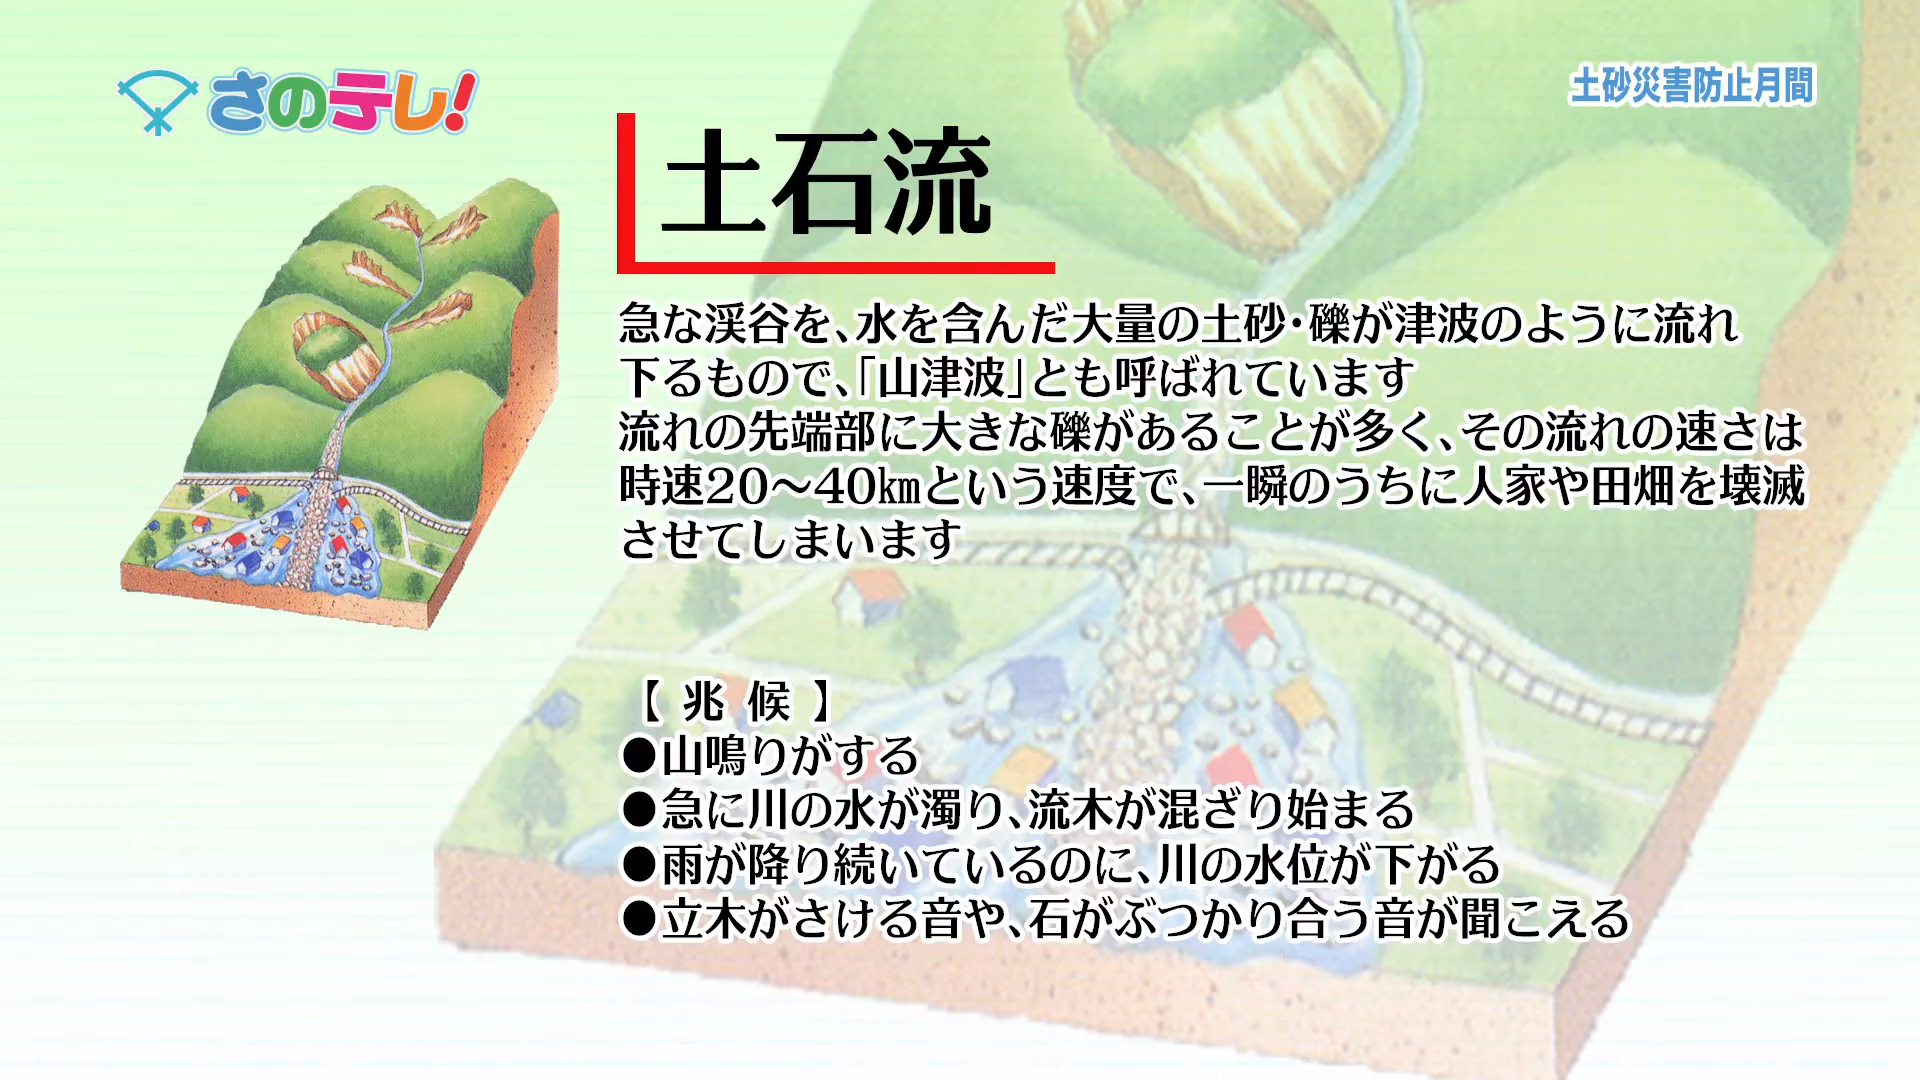 さのテレ!
土砂災害防止月間
土石流
急な渓谷を、水を含んだ大量の土砂・礫が津波のように流れ
下るもので、「山津波」とも呼ばれています
流れの先端部に大きな礫があることが多く、その流れの速さは
時速20～40㎞という速度で、一瞬のうちに人家や田畑を壊滅
させてしまいます
【 兆 候 】
●山鳴りがする
●急に川の水が濁り、流木が混ざり始まる
●雨が降り続いているのに、川の水位が下がる
●立木がさける音や、石がぶつかり合う音が聞こえる